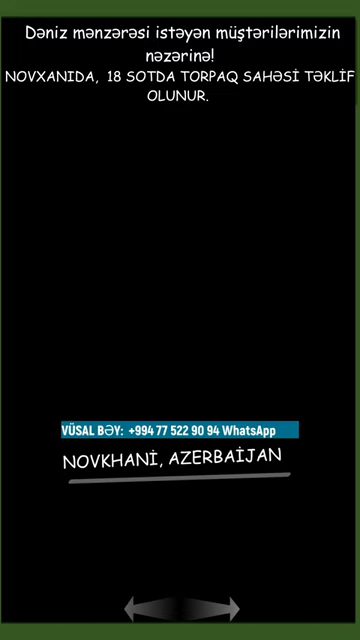 Dəniz mənzərəsi istəyən müştərilərimizin
nəzərinə!
NOVXANIDA, 18 SOTDA TORPAQ SAHƏSİ TƏKLİF
OLUNUR.
VÜSAL BƏY: +994 77 522 90 94 WhatsApp
NOVKHANİ, AZERBAİJAN